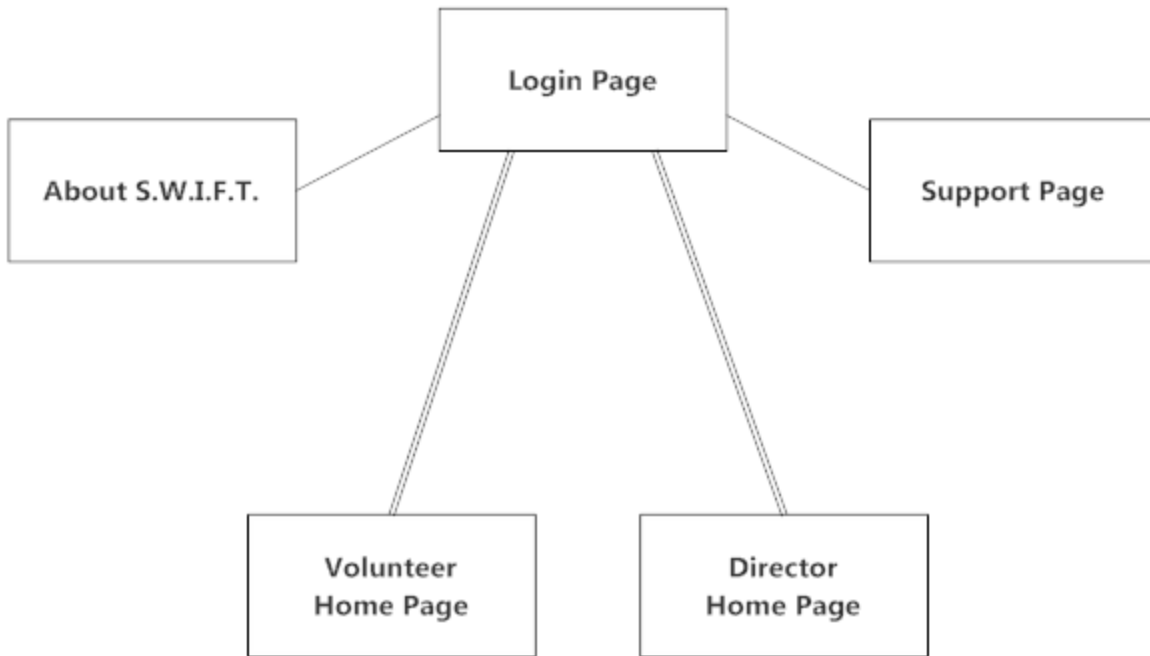 Login Page
About S.W.I.F.T.
Support Page
Volunteer
Home Page
Director
Home Page